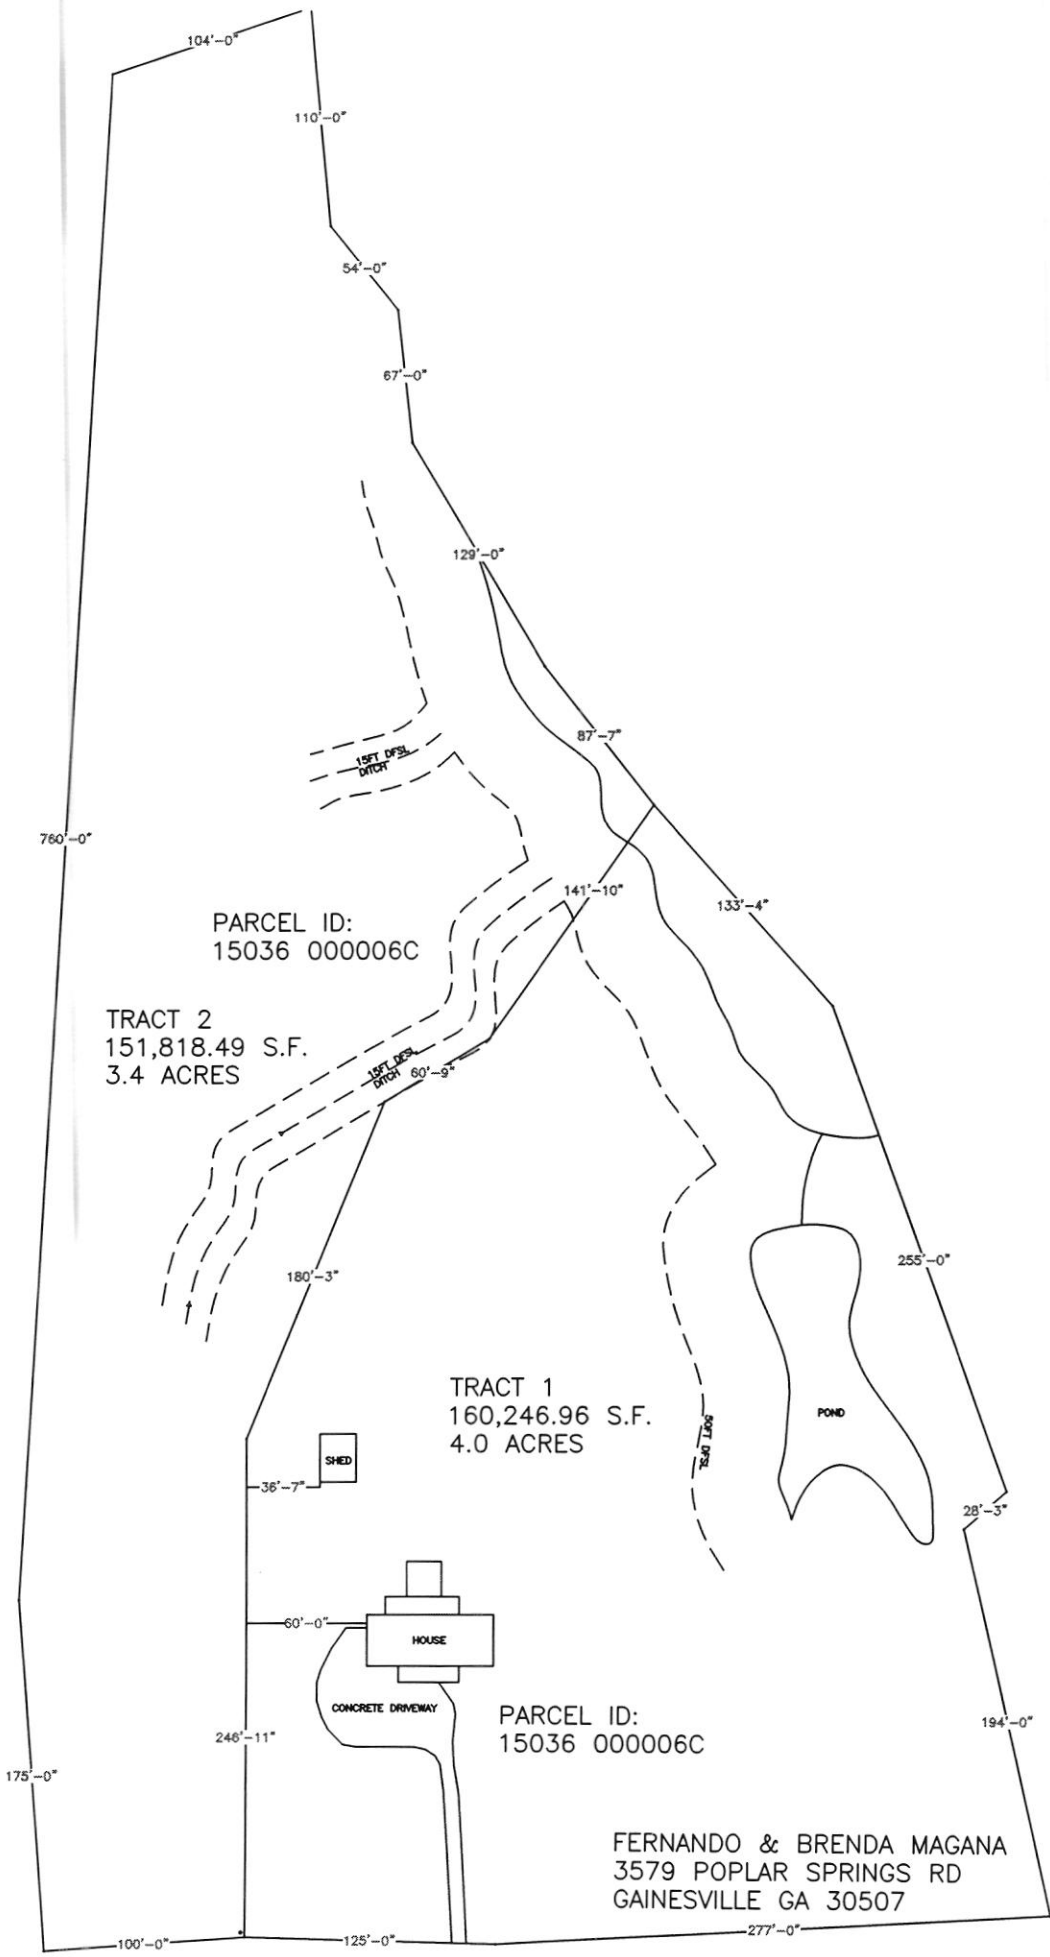 104'-0"
110'-0"
54'-0"
67'-0"
129'-0"
87'-7"
15FT DFSL
DITCH
760'-0"
141'-10"
133'-4"
PARCEL ID:
15036 000006C
TRACT 2
151,818.49 S.F.
3.4 ACRES
15FT DFSL
DITCH
60'-9"
180'-3"
255'-0"
TRACT 1
160,246.96 S.F.
4.0 ACRES
POND
50FT DFSL
SHED
36'-7"
28'-3"
60'-0"
HOUSE
CONCRETE DRIVEWAY
PARCEL ID:
15036 000006C
246'-11"
194'-0"
175'-0"
FERNANDO & BRENDA MAGANA
3579 POPLAR SPRINGS RD
GAINESVILLE GA 30507
100'-0"
125'-0"
277'-0"